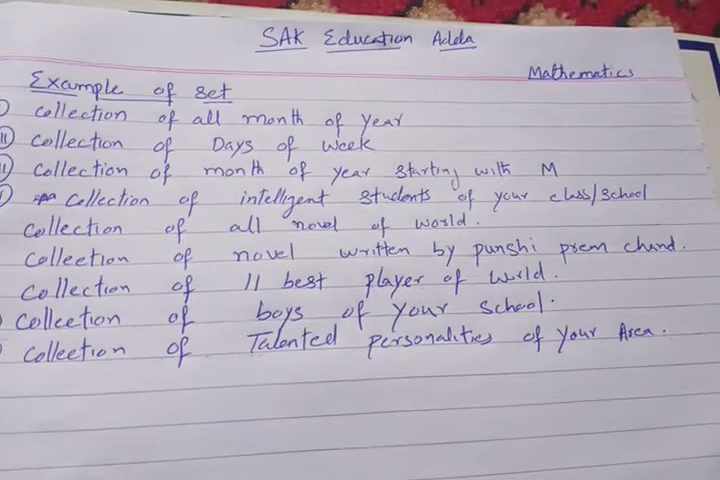 SAK Education Adda
Mathematics
Example of set
Collection of all month of year
II) Collection of Days of week
Collection of month of year starting with M
Collection of intelligent students of your class/school
Collection of all novel of world.
Collection of novel written by punshi prem chand.
Collection of 11 best player of world.
Collection of boys of your school.
Collection of Talented personalities of your Area.